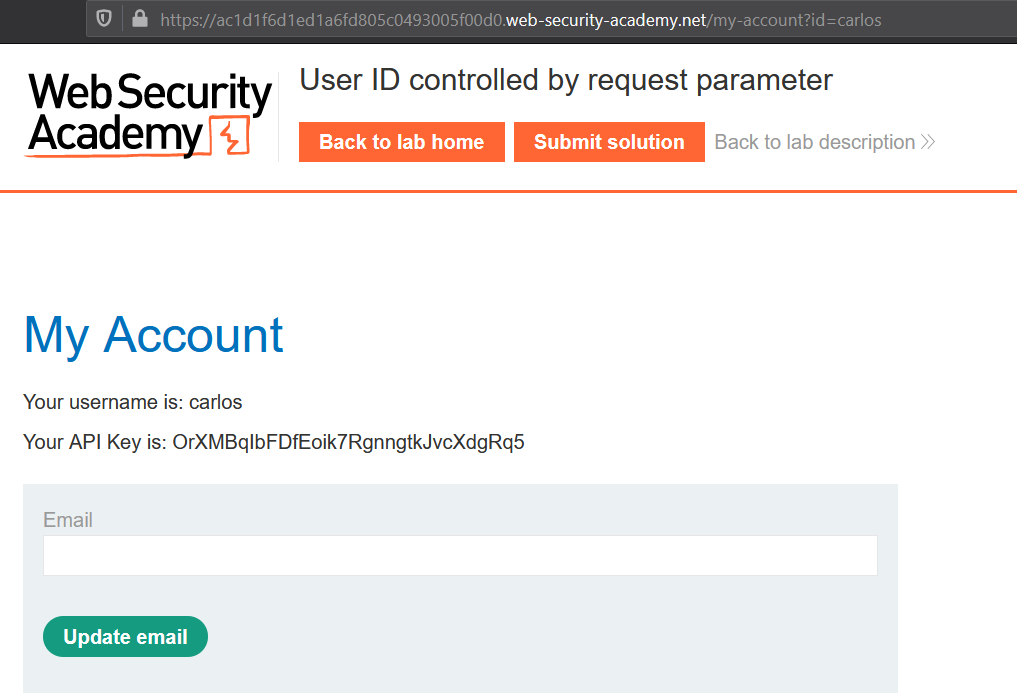 https://ac1d1f6d1ed1a6fd805c0493005f00d0.web-security-academy.net/my-account?id=carlos
Web Security
Academy
User ID controlled by request parameter
Back to lab home
Submit solution
Back to lab description
My Account
Your username is: carlos
Your API Key is: OrXMBqIbFDfEoik7RgnngtkJvcXdgRq5
Email
Update email